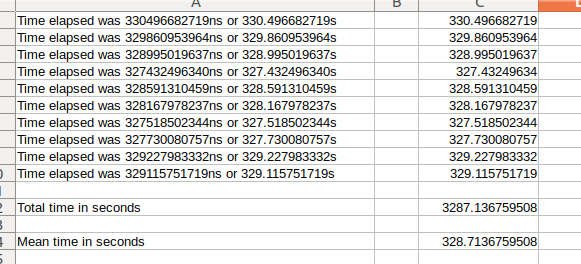 A B C
Time elapsed was 330496682719ns or 330.496682719s 330.496682719
Time elapsed was 329860953964ns or 329.860953964s 329.860953964
Time elapsed was 328995019637ns or 328.995019637s 328.995019637
Time elapsed was 327432496340ns or 327.432496340s 327.43249634
Time elapsed was 328591310459ns or 328.591310459s 328.591310459
Time elapsed was 328167978237ns or 328.167978237s 328.167978237
Time elapsed was 327518502344ns or 327.518502344s 327.518502344
Time elapsed was 327730080757ns or 327.730080757s 327.730080757
Time elapsed was 329227983332ns or 329.227983332s 329.227983332
Time elapsed was 329115751719ns or 329.115751719s 329.115751719
Total time in seconds 3287.136759508
Mean time in seconds 328.7136759508